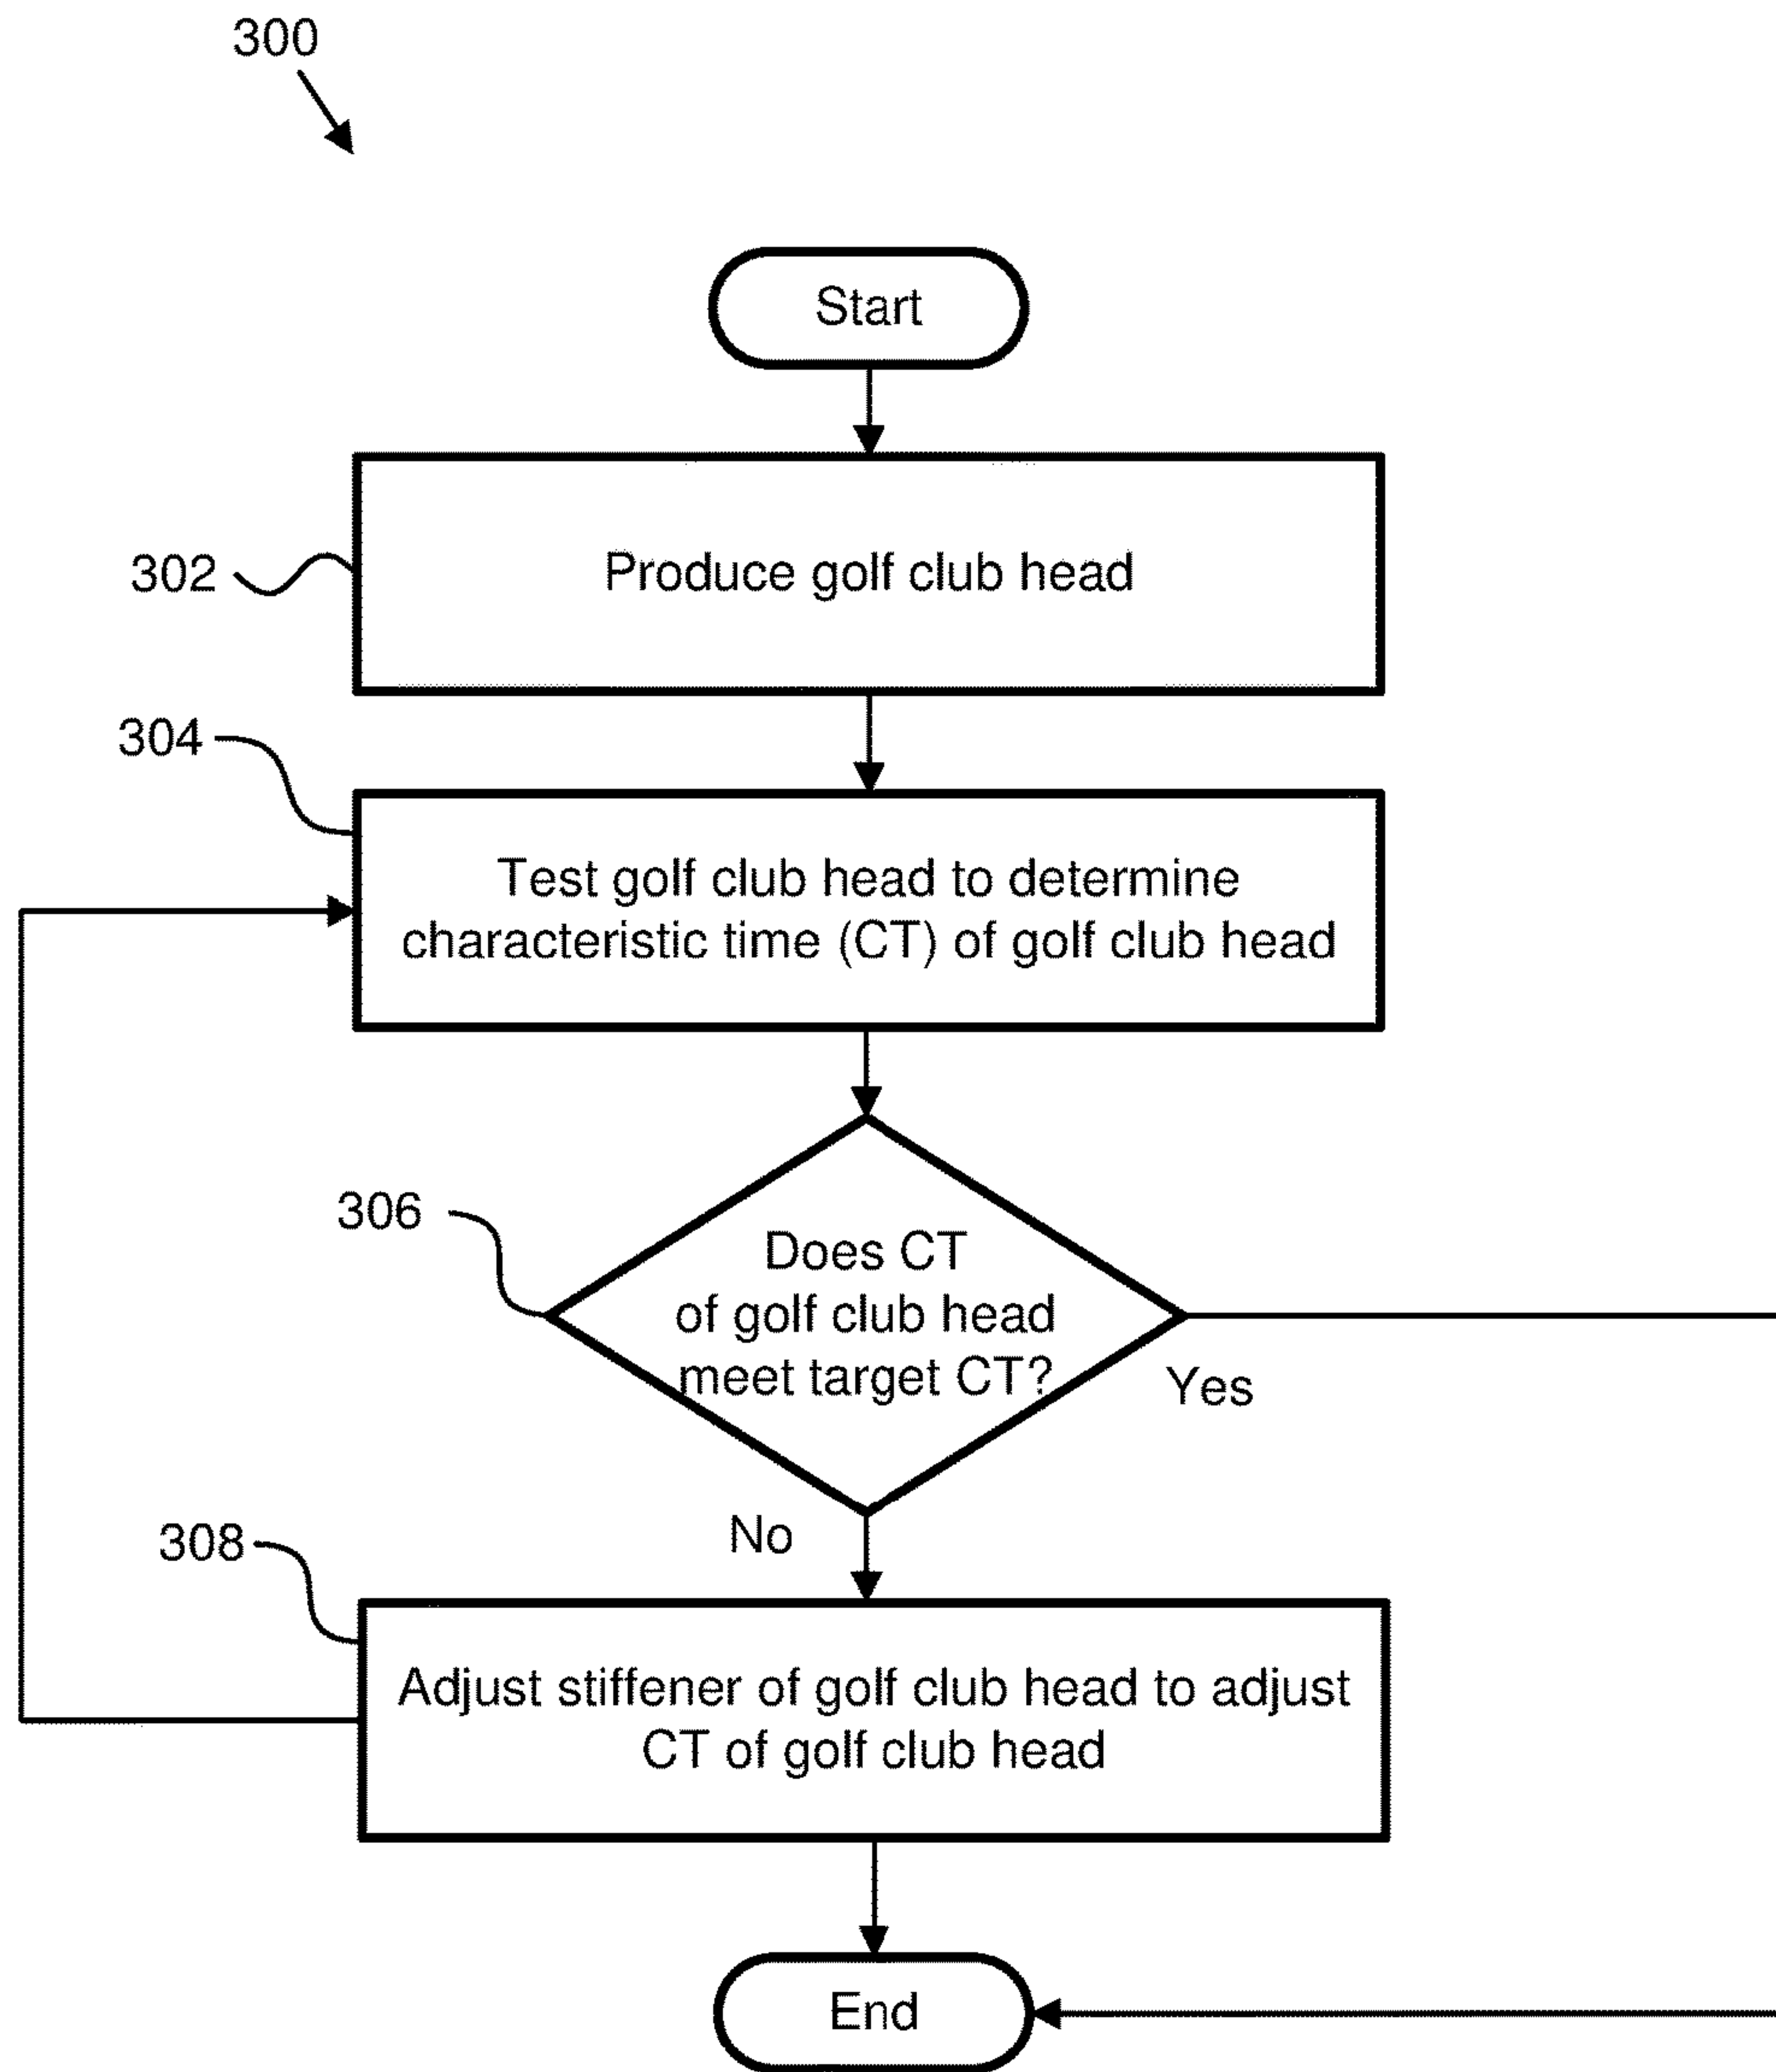 300
Start
302
Produce golf club head
304
Test golf club head to determine
characteristic time (CT) of golf club head
306
Does CT
of golf club head
meet target CT?
Yes
No
308
Adjust stiffener of golf club head to adjust
CT of golf club head
End